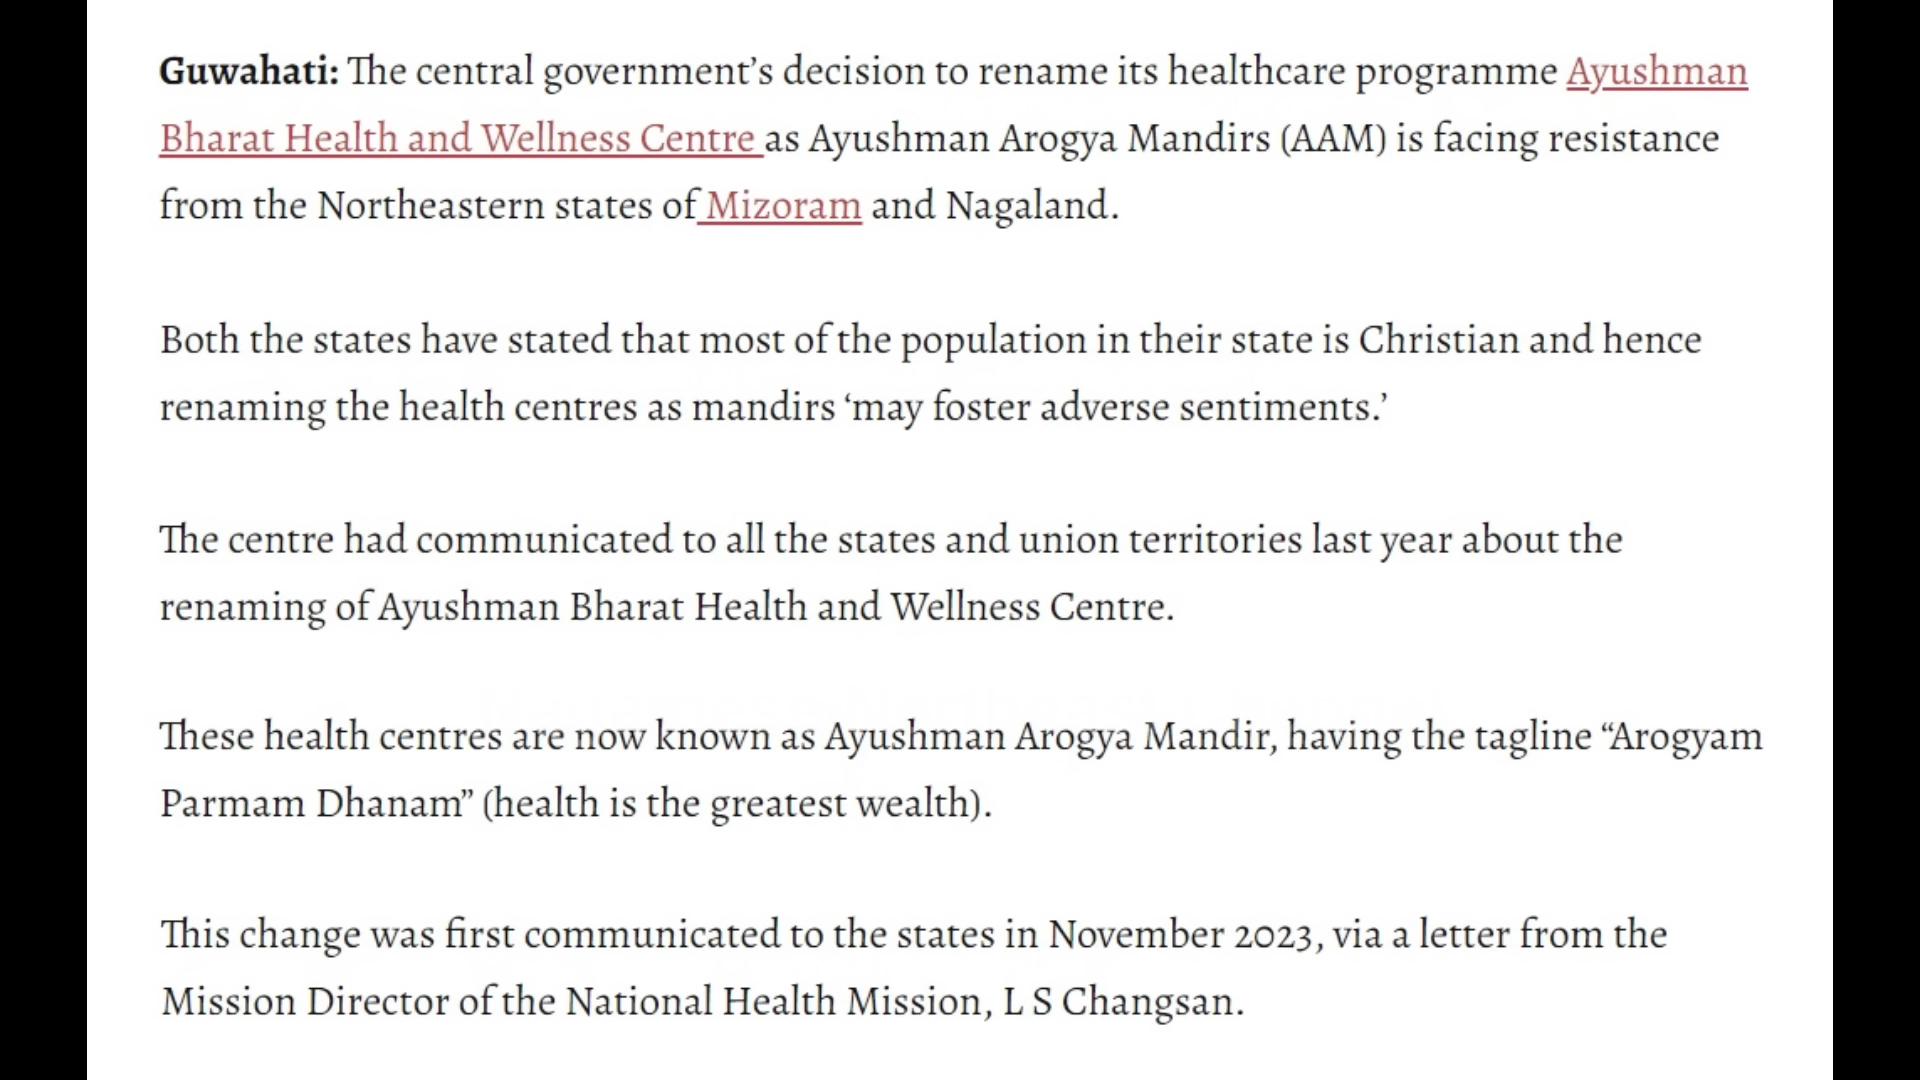 Guwahati: The central government’s decision to rename its healthcare programme Ayushman
Bharat Health and Wellness Centre as Ayushman Arogya Mandirs (AAM) is facing resistance
from the Northeastern states of Mizoram and Nagaland.
Both the states have stated that most of the population in their state is Christian and hence
renaming the health centres as mandirs ‘may foster adverse sentiments.’
The centre had communicated to all the states and union territories last year about the
renaming of Ayushman Bharat Health and Wellness Centre.
These health centres are now known as Ayushman Arogya Mandir, having the tagline “Arogyam
Parmam Dhanam” (health is the greatest wealth).
This change was first communicated to the states in November 2023, via a letter from the
Mission Director of the National Health Mission, L S Changsan.